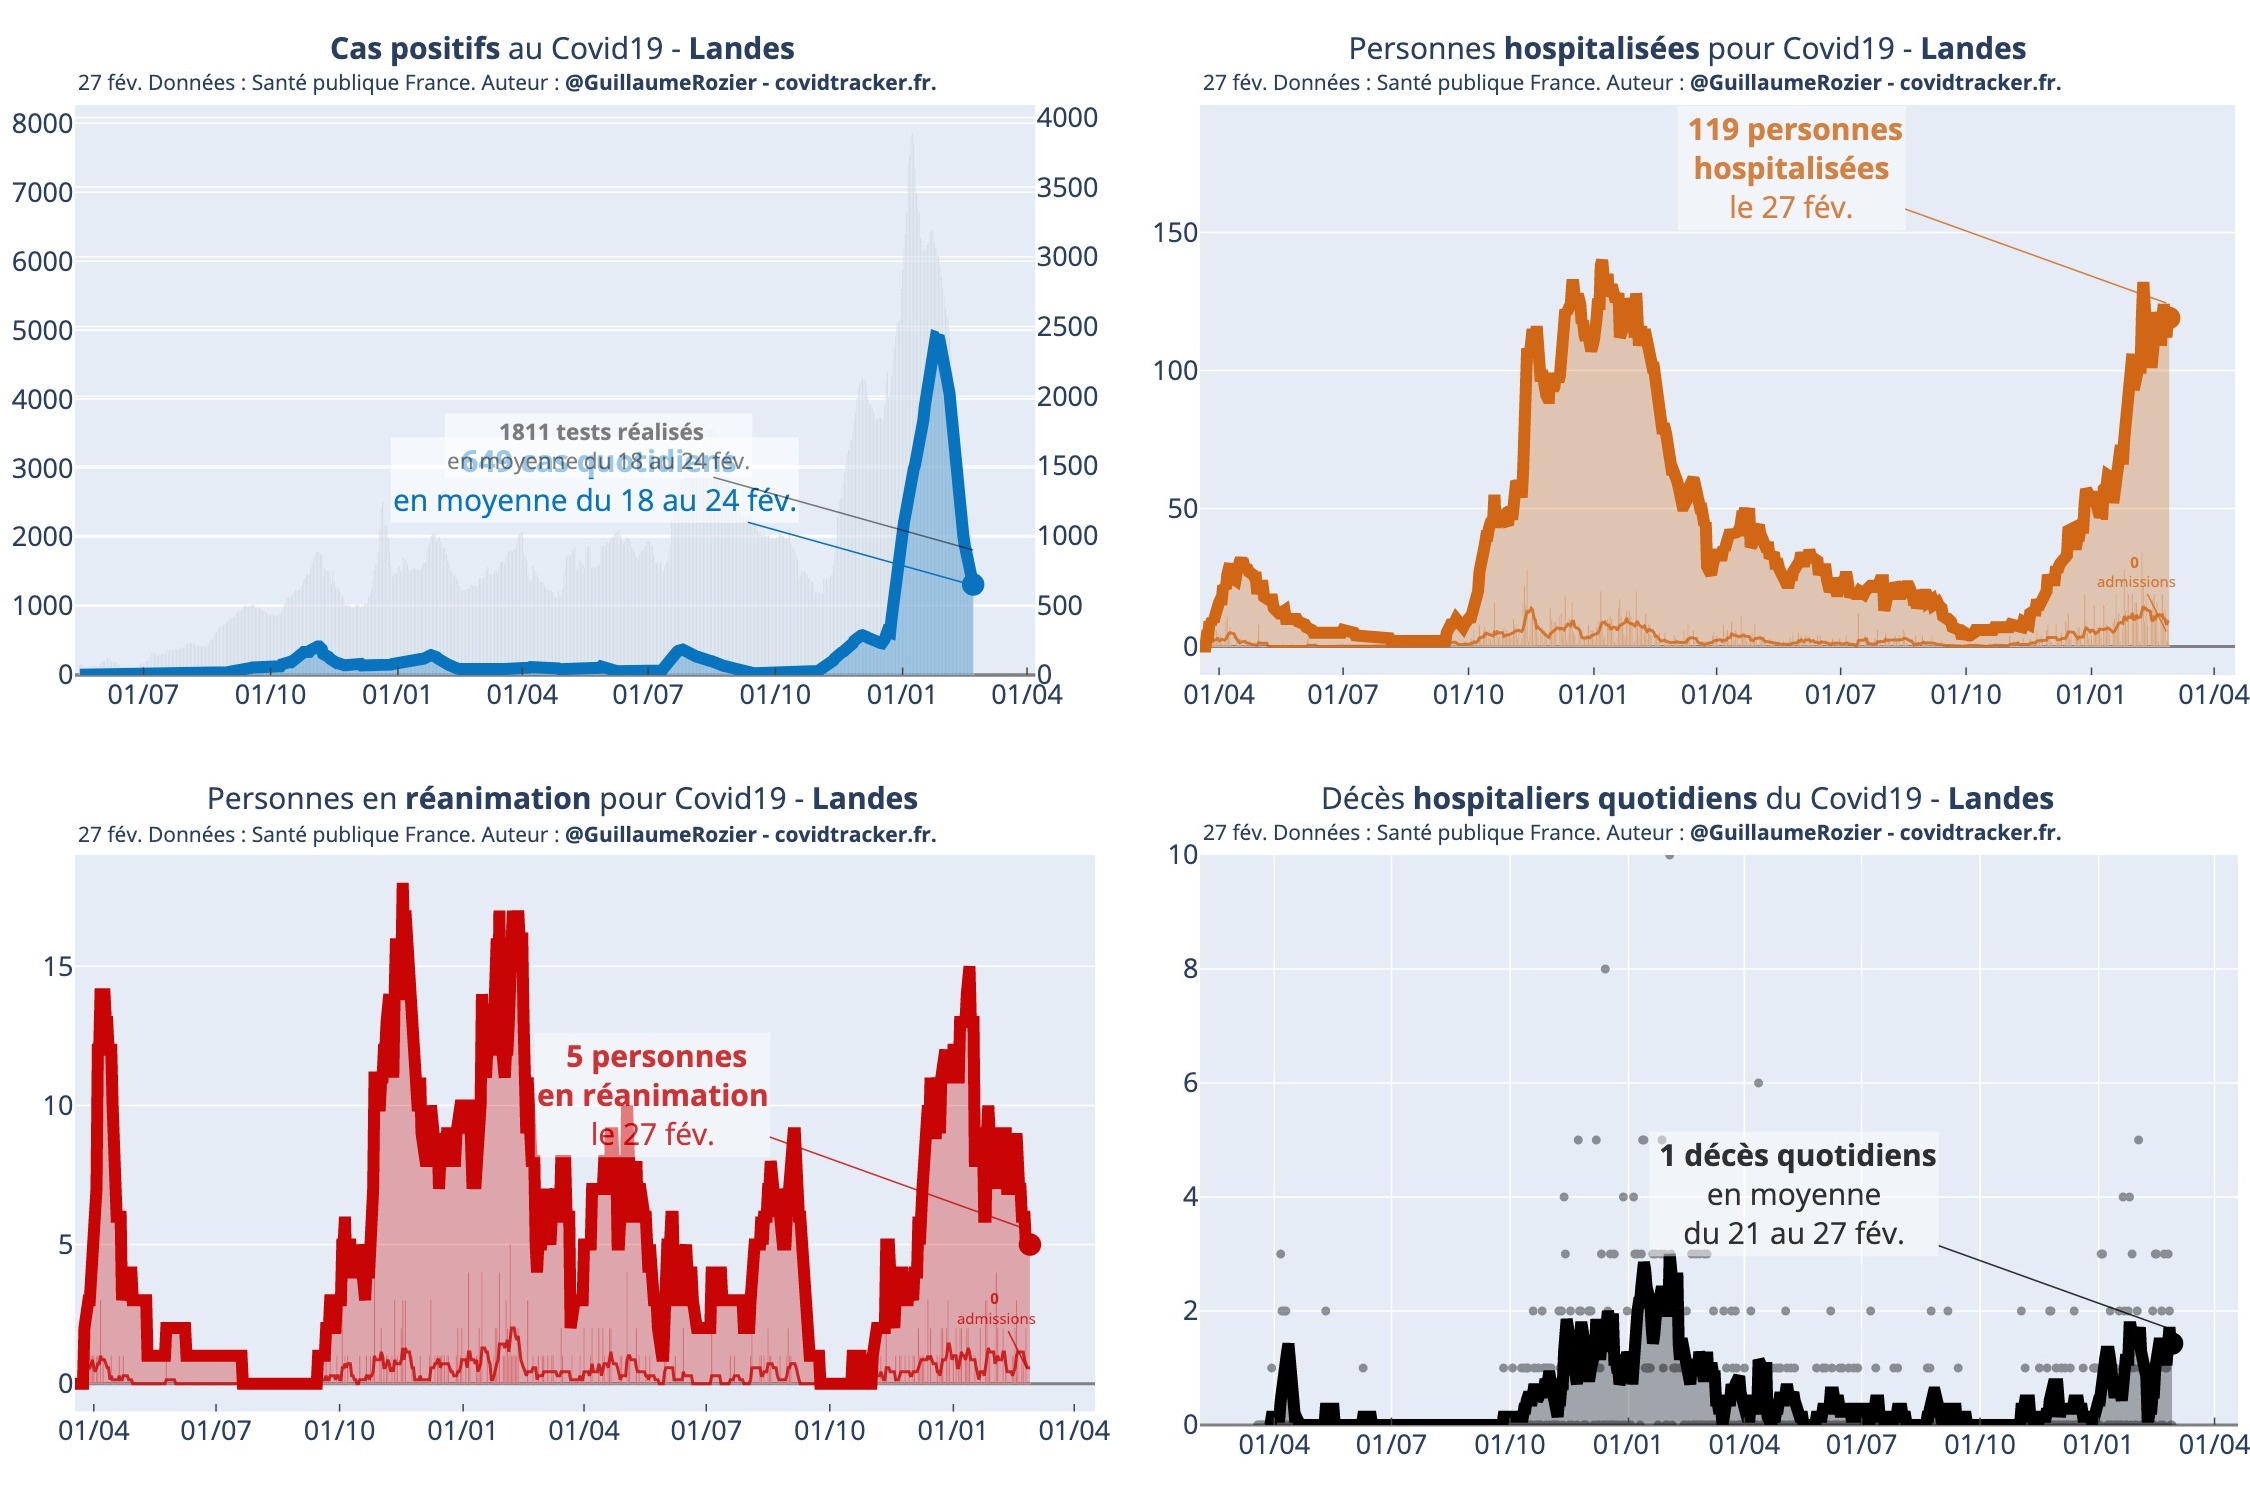 Cas positifs au Covid19 - Landes
27 fév. Données : Santé publique France. Auteur : @GuillaumeRozier - covidtracker.fr.
8000
7000
6000
5000
4000
3000
2000
1000
0
4000
3500
3000
2500
2000
1500
1000
500
0
1811 tests réalisés
en moyenne du 18 au 24 fév.
649 cas quotidiens
en moyenne du 18 au 24 fév.
01/07 01/10 01/01 01/04 01/07 01/10 01/01 01/04
Personnes hospitalisées pour Covid19 - Landes
27 fév. Données : Santé publique France. Auteur : @GuillaumeRozier - covidtracker.fr.
119 personnes
hospitalisées
le 27 fév.
150
100
50
0
0
admissions
01/04 01/07 01/10 01/01 01/04 01/07 01/10 01/01 01/04
Personnes en réanimation pour Covid19 - Landes
27 fév. Données : Santé publique France. Auteur : @GuillaumeRozier - covidtracker.fr.
15
10
5
0
5 personnes
en réanimation
le 27 fév.
0
admissions
01/04 01/07 01/10 01/01 01/04 01/07 01/10 01/01 01/04
Décès hospitaliers quotidiens du Covid19 - Landes
27 fév. Données : Santé publique France. Auteur : @GuillaumeRozier - covidtracker.fr.
10
8
6
4
2
0
1 décès quotidiens
en moyenne
du 21 au 27 fév.
01/04 01/07 01/10 01/01 01/04 01/07 01/10 01/01 01/04